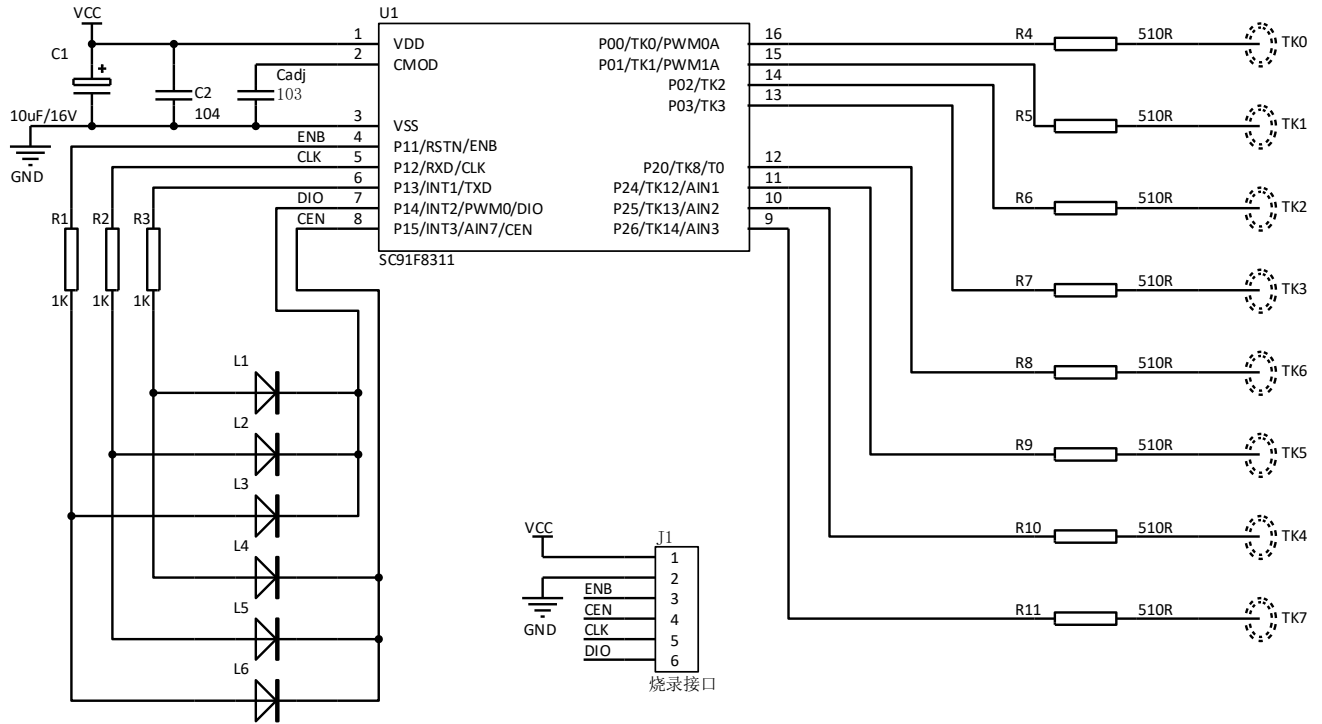 VCC
C1
10uF/16V
GND
C2
104
Cadj
103
U1
1
VDD
2
CMOD
3
VSS
ENB
4
P11/RSTN/ENB
CLK
5
P12/RXD/CLK
6
P13/INT1/TXD
DIO
7
P14/INT2/PWM0/DIO
CEN
8
P15/INT3/AIN7/CEN
SC91F8311
P00/TK0/PWM0A
16
P01/TK1/PWM1A
15
P02/TK2
14
P03/TK3
13
P20/TK8/T0
12
P24/TK12/AIN1
11
P25/TK13/AIN2
10
P26/TK14/AIN3
9
R4
510R
TK0
R5
510R
TK1
R6
510R
TK2
R7
510R
TK3
R8
510R
TK6
R9
510R
TK5
R10
510R
TK4
R11
510R
TK7
R1
R2
R3
1K
1K
1K
L1
L2
L3
L4
L5
L6
VCC
GND
J1
1
2
ENB
3
CEN
4
CLK
5
DIO
6
烧录接口